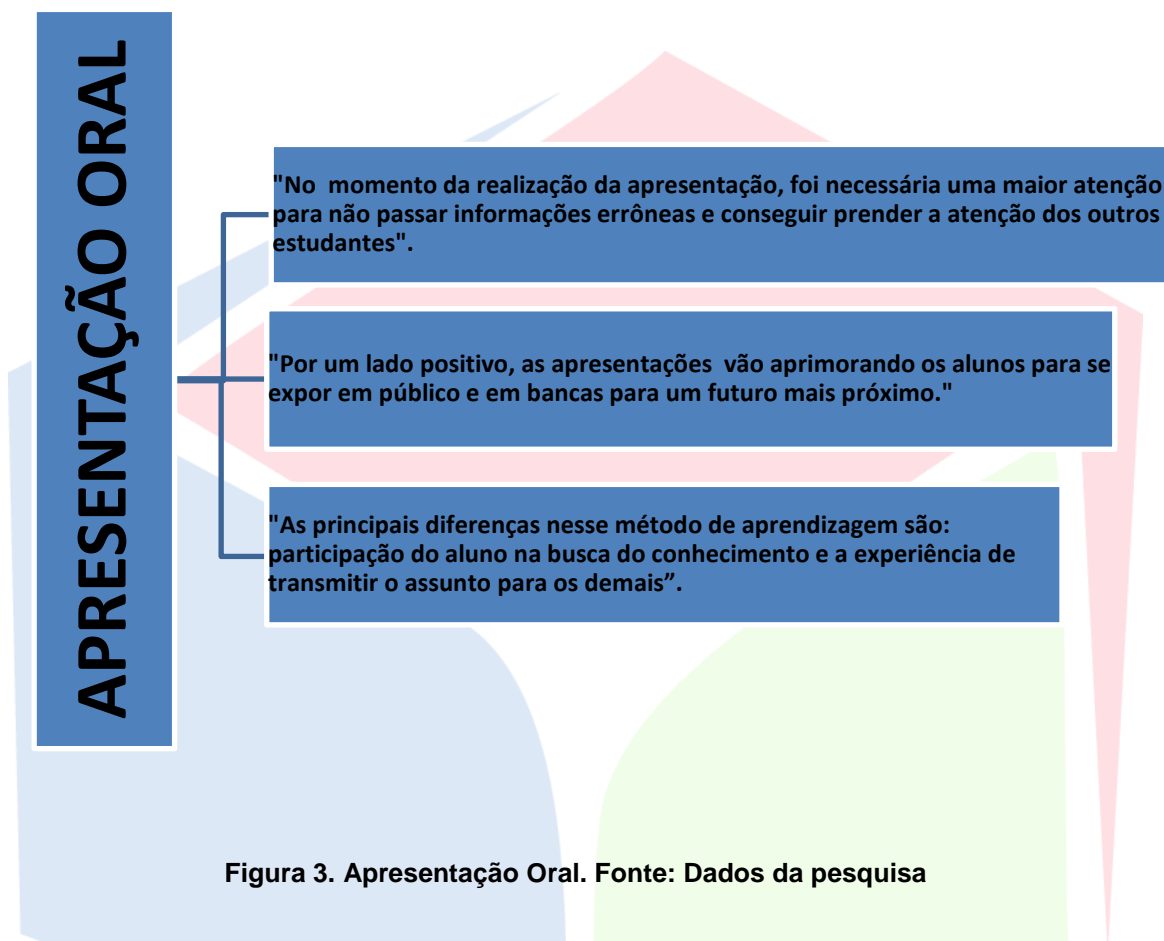 APRESENTAÇÃO ORAL
"No momento da realização da apresentação, foi necessária uma maior atenção
para não passar informações errôneas e conseguir prender a atenção dos outros
estudantes".
"Por um lado positivo, as apresentações vão aprimorando os alunos para se
expor em público e em bancas para um futuro mais próximo."
"As principais diferenças nesse método de aprendizagem são:
participação do aluno na busca do conhecimento e a experiência de
transmitir o assunto para os demais”.
Figura 3. Apresentação Oral. Fonte: Dados da pesquisa